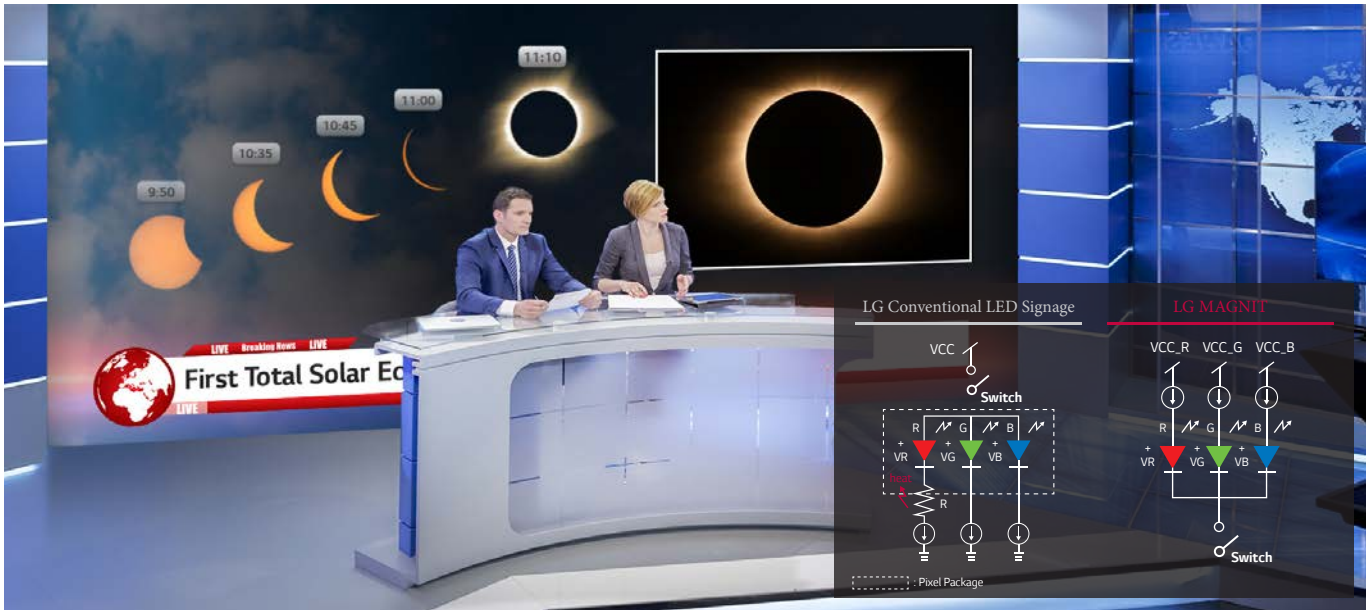 11:10
11:00
10:45
10:35
9:50
LIVE Breaking News LIVE
First Total Solar Ec
LIVE
LG Conventional LED Signage
VCC
Switch
R G B
+ + +
VR VG VB
heat
R
: Pixel Package
LG MAGNIT
VCC_R VCC_G VCC_B
R G B
+ + +
VR VG VB
Switch